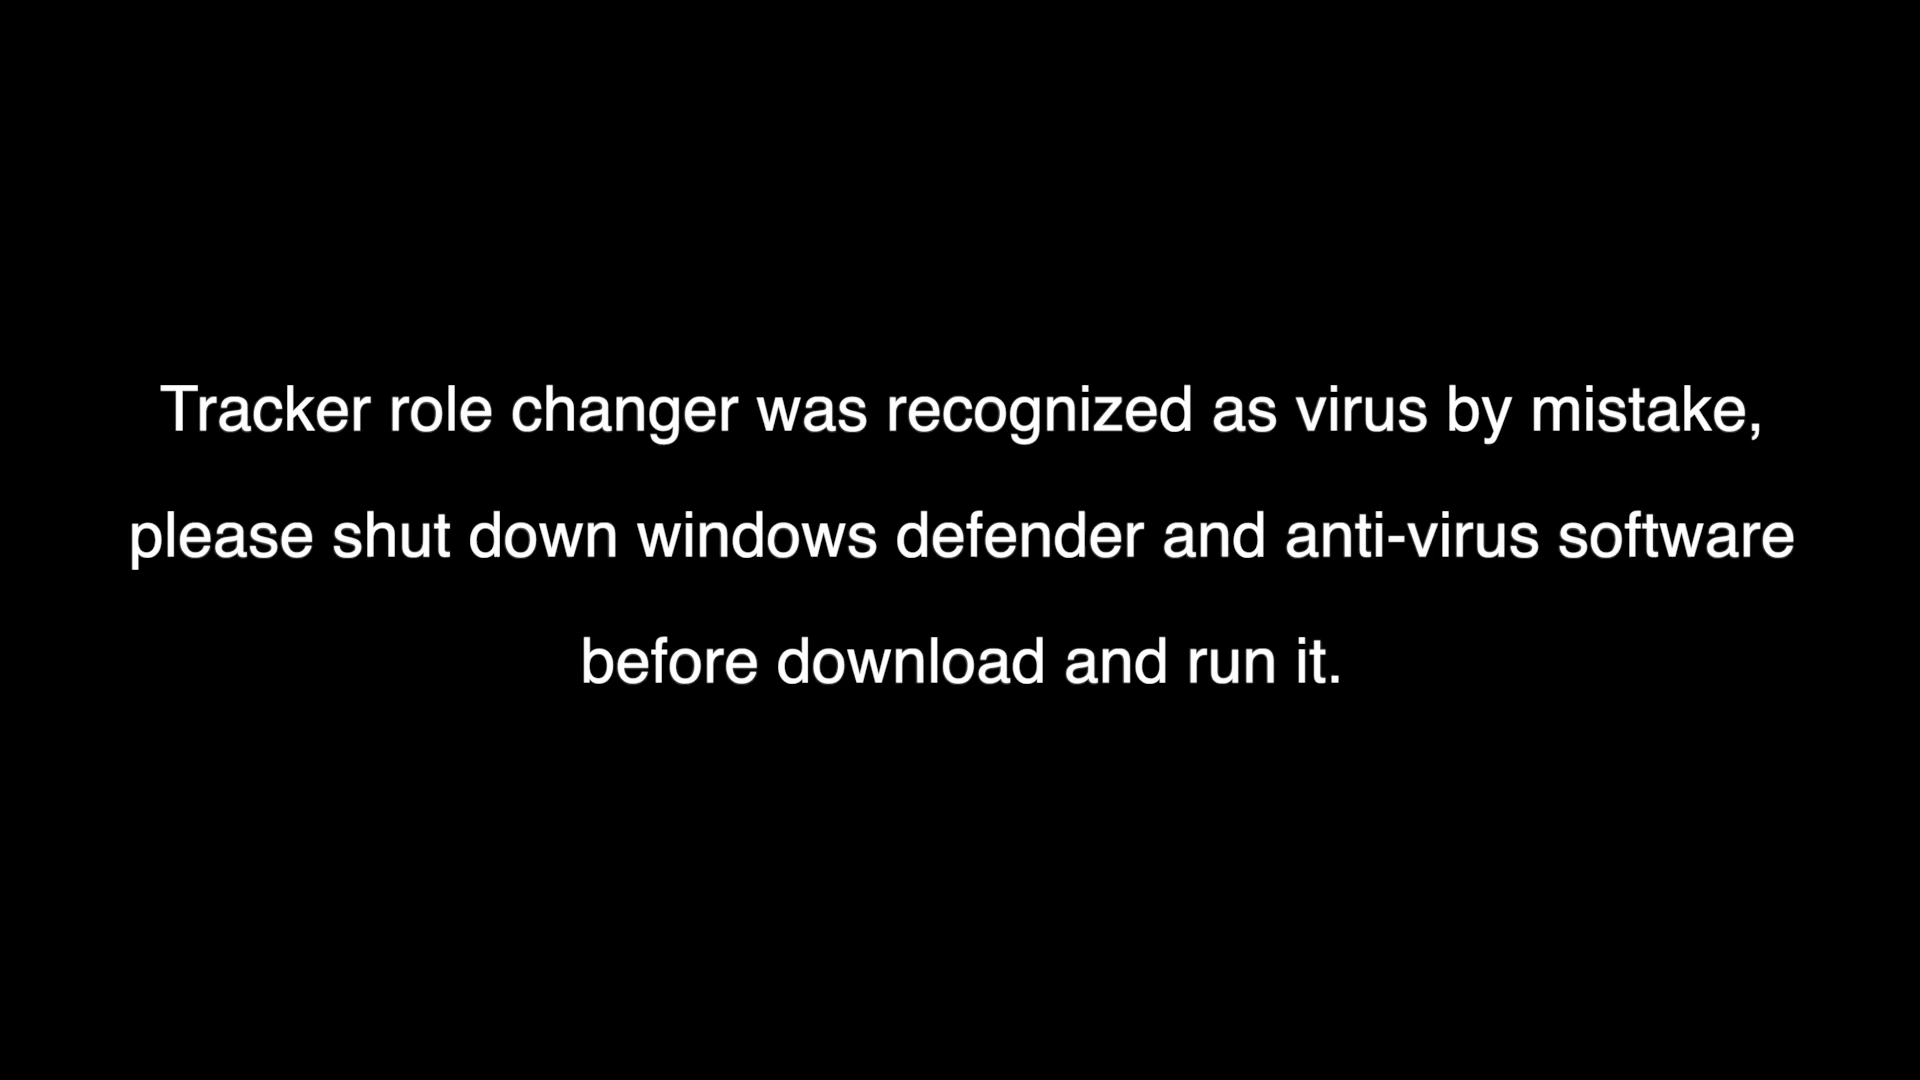 Tracker role changer was recognized as virus by mistake,
please shut down windows defender and anti-virus software
before download and run it.